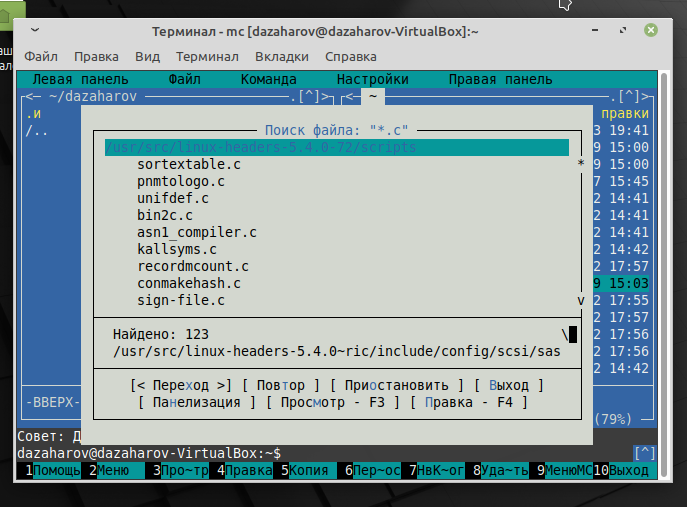 Терминал - mc [dazaharov@dazaharov-VirtualBox]:~
Файл Правка Вид Терминал Вкладки Справка
Левая панель Файл Команда Настройки Правая панель
<— ~/dazaharov .[^]> <— ~ .[^]>
.и правки
/.. 3 19:41
Поиск файла: "*.c"
/usr/src/linux-headers-5.4.0-72/scripts 9 15:00
sortextable.c * 9 15:00
pnmtologo.c 7 15:45
unifdef.c 2 14:41
bin2c.c 2 14:41
asn1_compiler.c 2 14:41
kallsyms.c 2 14:42
recordmcount.c 2 17:57
conmakehash.c 9 15:03
sign-file.c v 2 17:55
2 17:57
Найдено: 123 \ 2 17:56
/usr/src/linux-headers-5.4.0~ric/include/config/scsi/sas 2 17:56
2 14:42
[< Переход >] [ Повтор ] [ Приостановить ] [ Выход ]
-ВВЕРХ- [ Панелизация ] [ Просмотр - F3 ] [ Правка - F4 ]
(79%)
Совет: Д
dazaharov@dazaharov-VirtualBox:~$ [^]
1Помощь 2Меню 3Про~тр 4Правка 5Копия 6Пер~ос 7НвК~ог 8Уда~ть 9МенюМС 10Выход